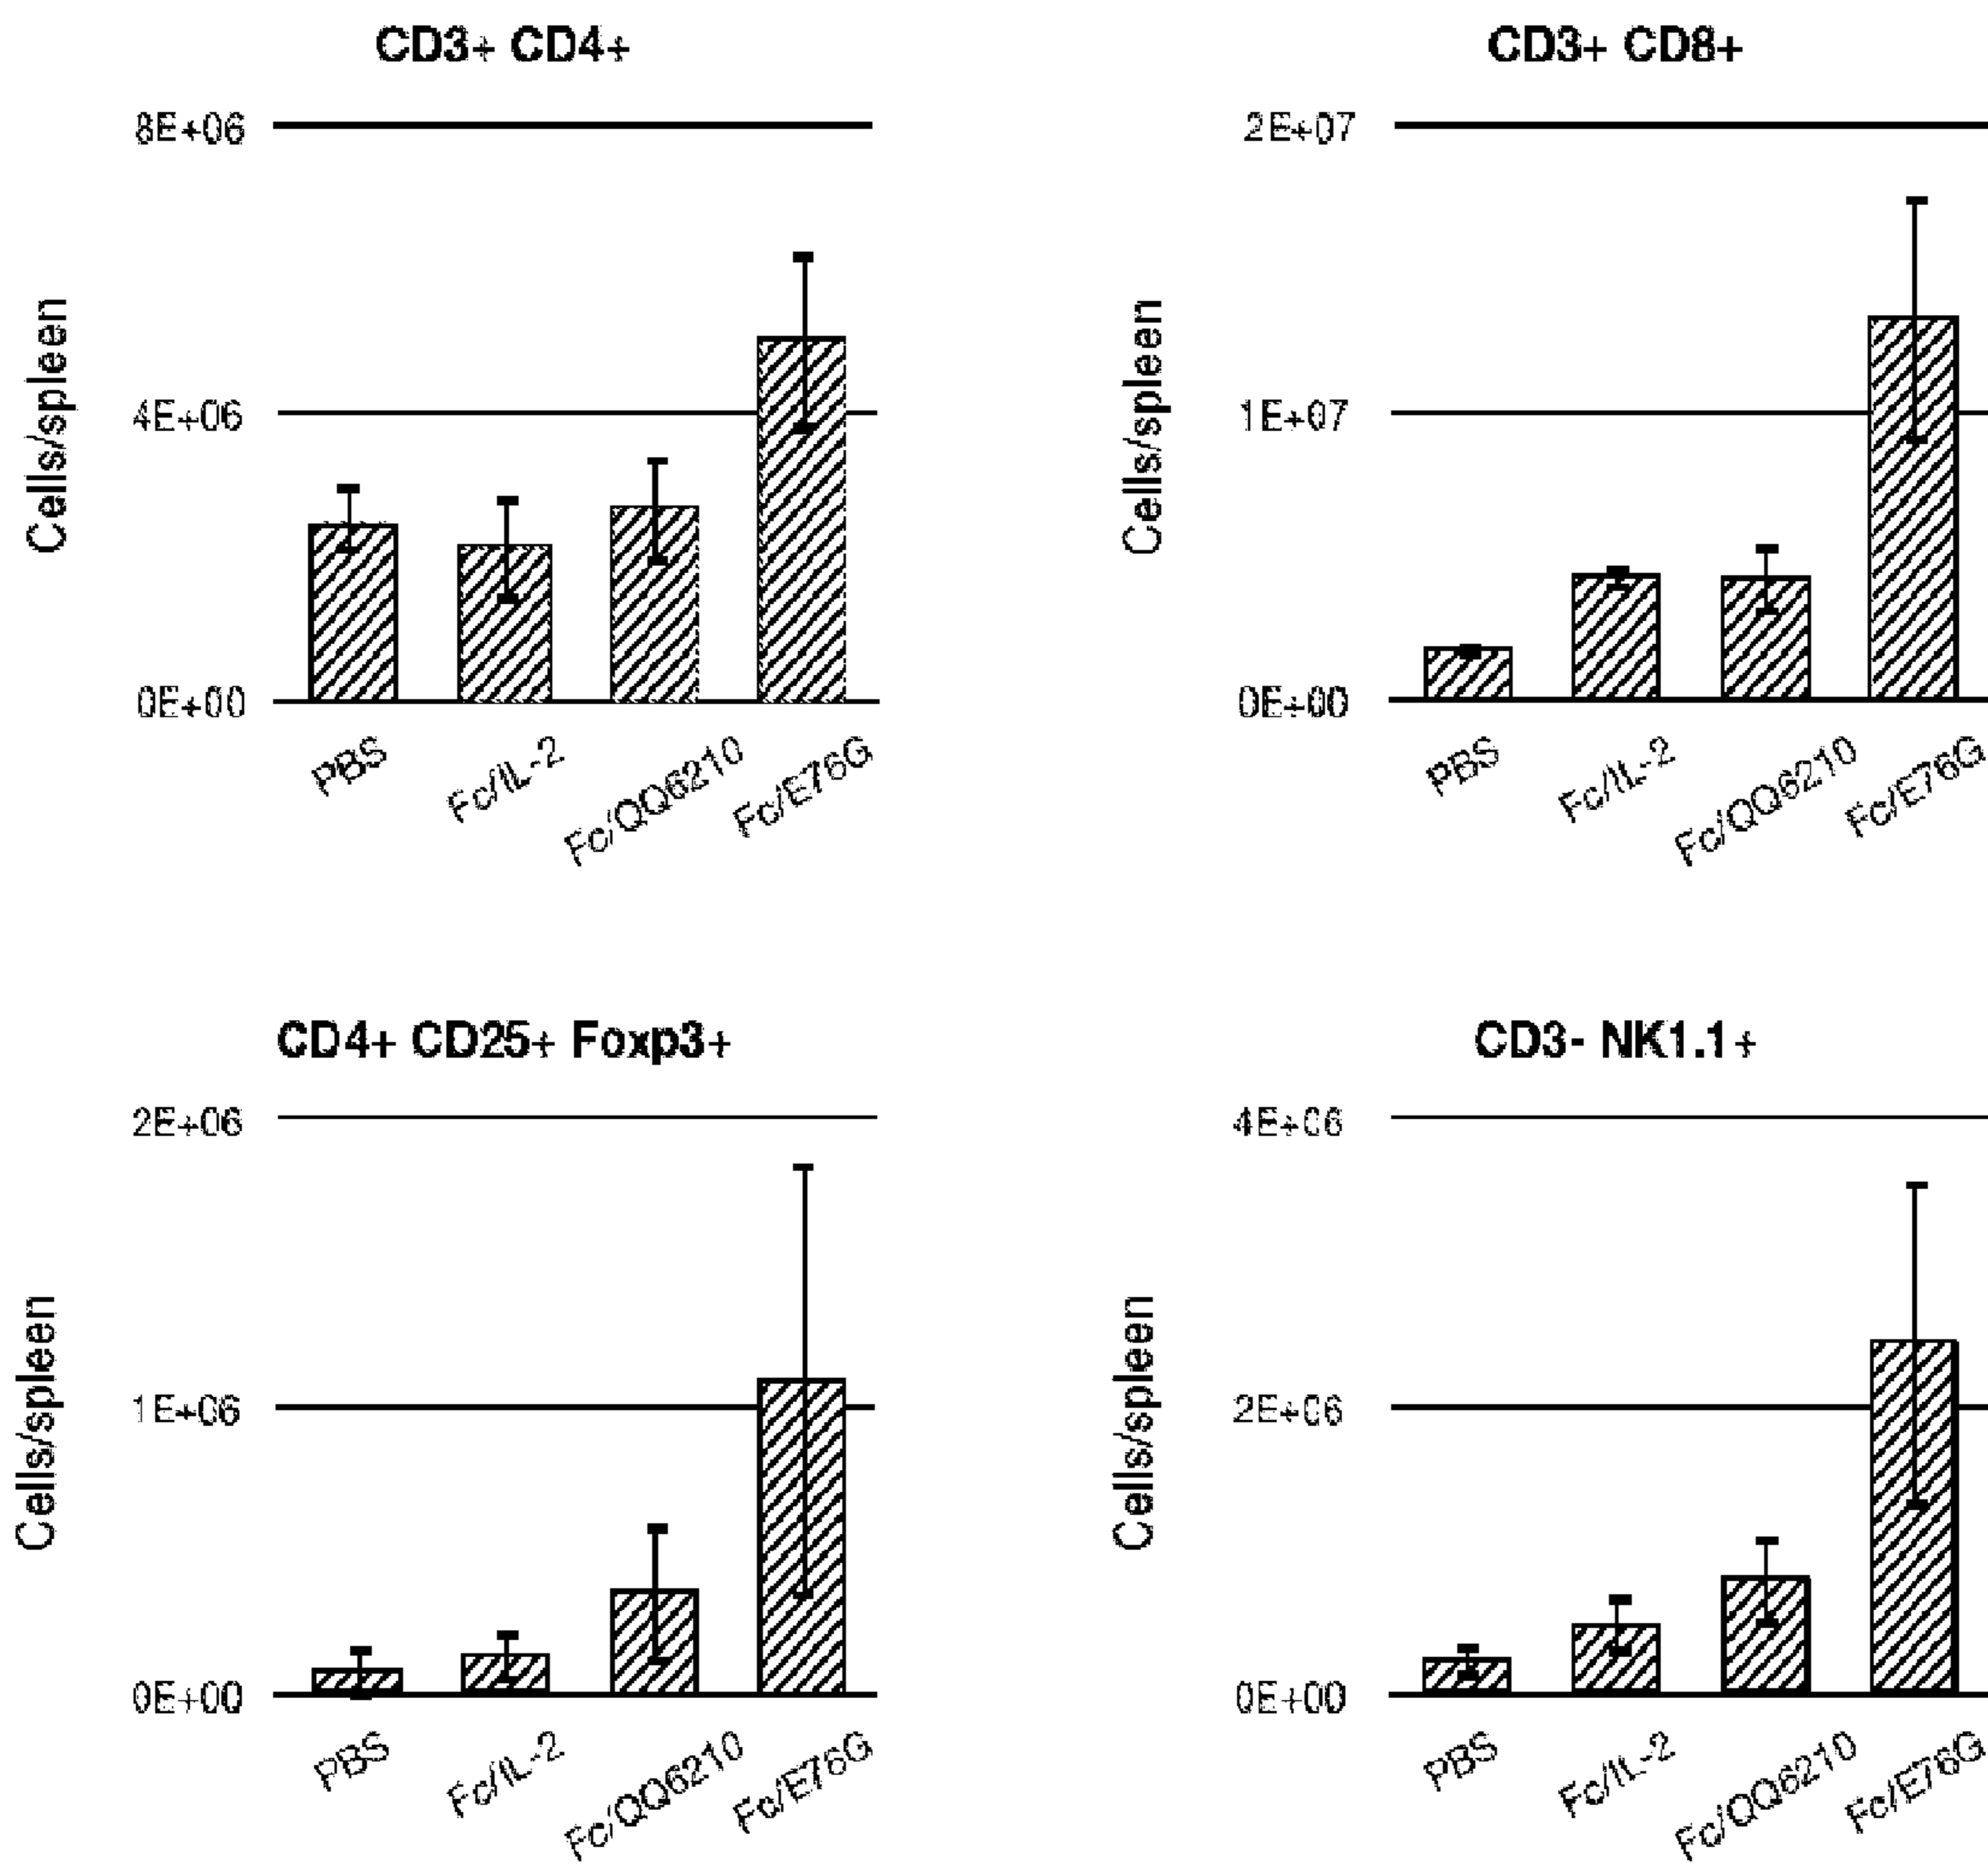 CD3+ CD4+
8E+06
4E+06
0E+00
Cells/spleen
PBS
Fc/IL-2
Fc/QQ6210
Fc/E76G
CD3+ CD8+
2E+07
1E+07
0E+00
Cells/spleen
PBS
Fc/IL-2
Fc/QQ6210
Fc/E76G
CD4+ CD25+ Foxp3+
2E+06
1E+06
0E+00
Cells/spleen
PBS
Fc/IL-2
Fc/QQ6210
Fc/E76G
CD3- NK1.1+
4E+06
2E+06
0E+00
Cells/spleen
PBS
Fc/IL-2
Fc/QQ6210
Fc/E76G